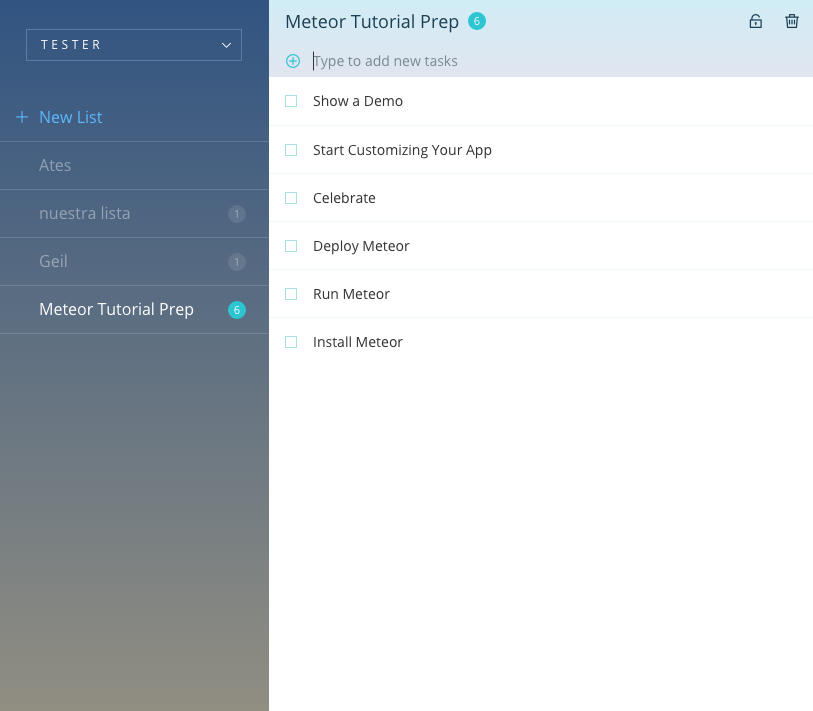 TESTER
New List
Ates
nuestra lista 1
Geil 1
Meteor Tutorial Prep 6
Meteor Tutorial Prep 6
Type to add new tasks
Show a Demo
Start Customizing Your App
Celebrate
Deploy Meteor
Run Meteor
Install Meteor